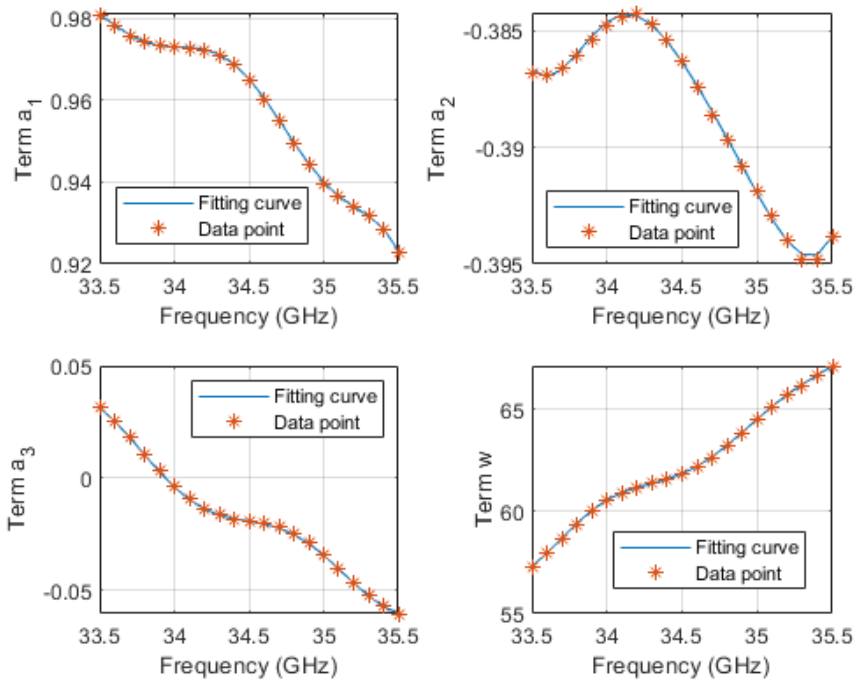 0.98
0.96
0.94
0.92
Term a1
Fitting curve
Data point
33.5 34 34.5 35 35.5
Frequency (GHz)
-0.385
-0.39
-0.395
Term a2
Fitting curve
Data point
33.5 34 34.5 35 35.5
Frequency (GHz)
0.05
0
-0.05
Term a3
Fitting curve
Data point
33.5 34 34.5 35 35.5
Frequency (GHz)
65
60
55
Term w
Fitting curve
Data point
33.5 34 34.5 35 35.5
Frequency (GHz)